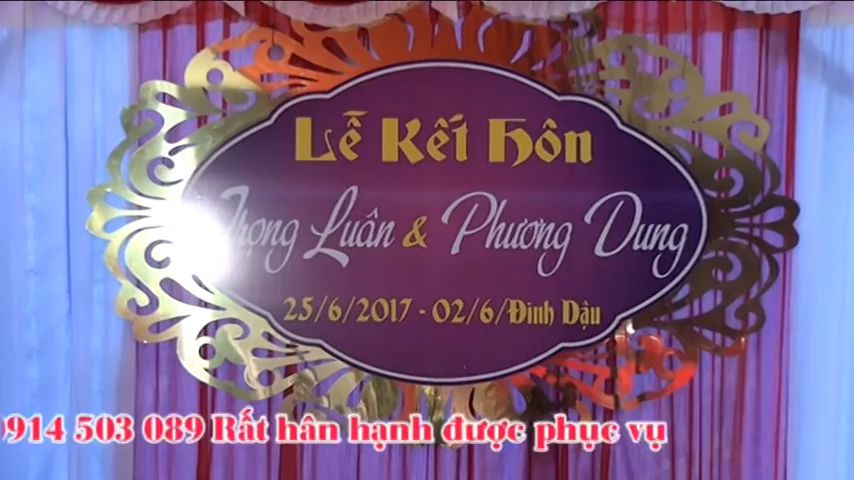 Lễ Kết Hôn
Trọng Luân & Phương Dung
25/6/2017 - 02/6/Đinh Dậu
914 503 089 Rất hân hạnh được phục vụ